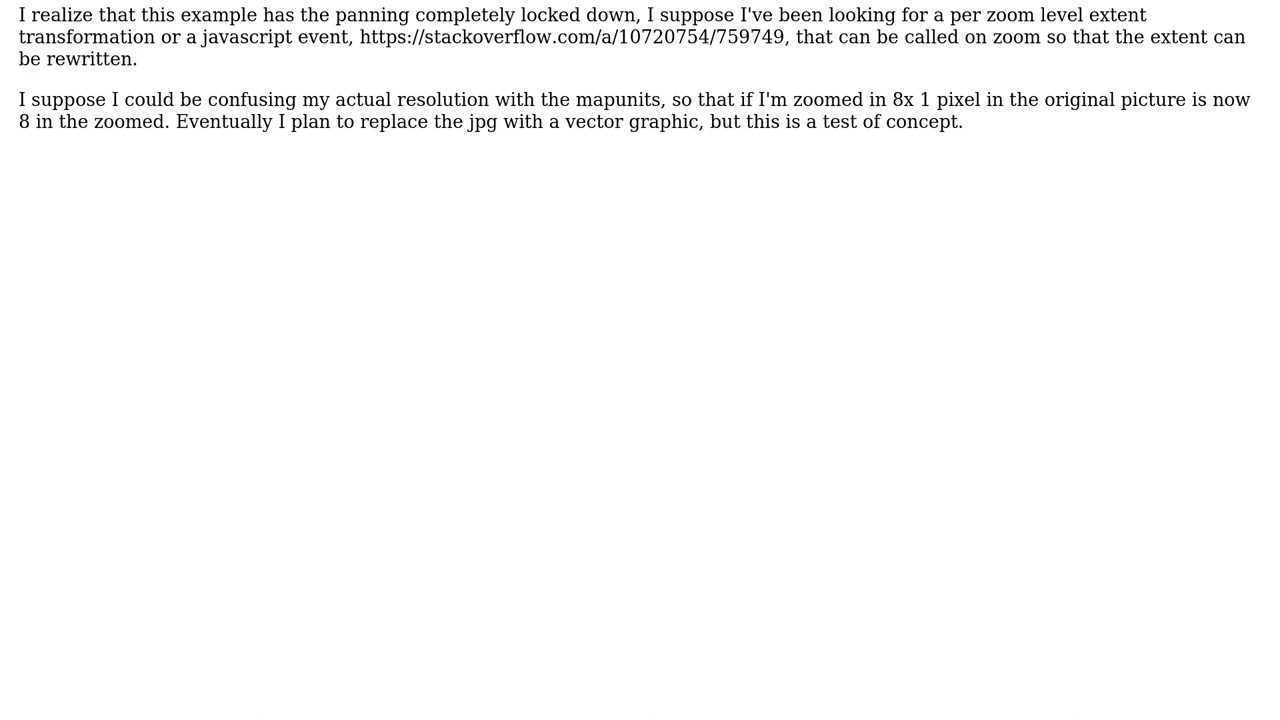 I realize that this example has the panning completely locked down, I suppose I've been looking for a per zoom level extent
transformation or a javascript event, https://stackoverflow.com/a/10720754/759749, that can be called on zoom so that the extent can
be rewritten.
I suppose I could be confusing my actual resolution with the mapunits, so that if I'm zoomed in 8x 1 pixel in the original picture is now
8 in the zoomed. Eventually I plan to replace the jpg with a vector graphic, but this is a test of concept.